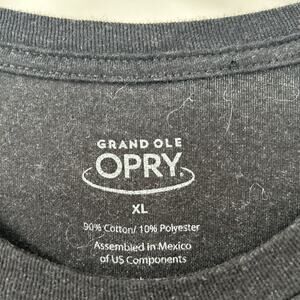 GRAND OLE
OPRY
XL
90% Cotton/ 10% Polyester
Assembled in Mexico
of US Components